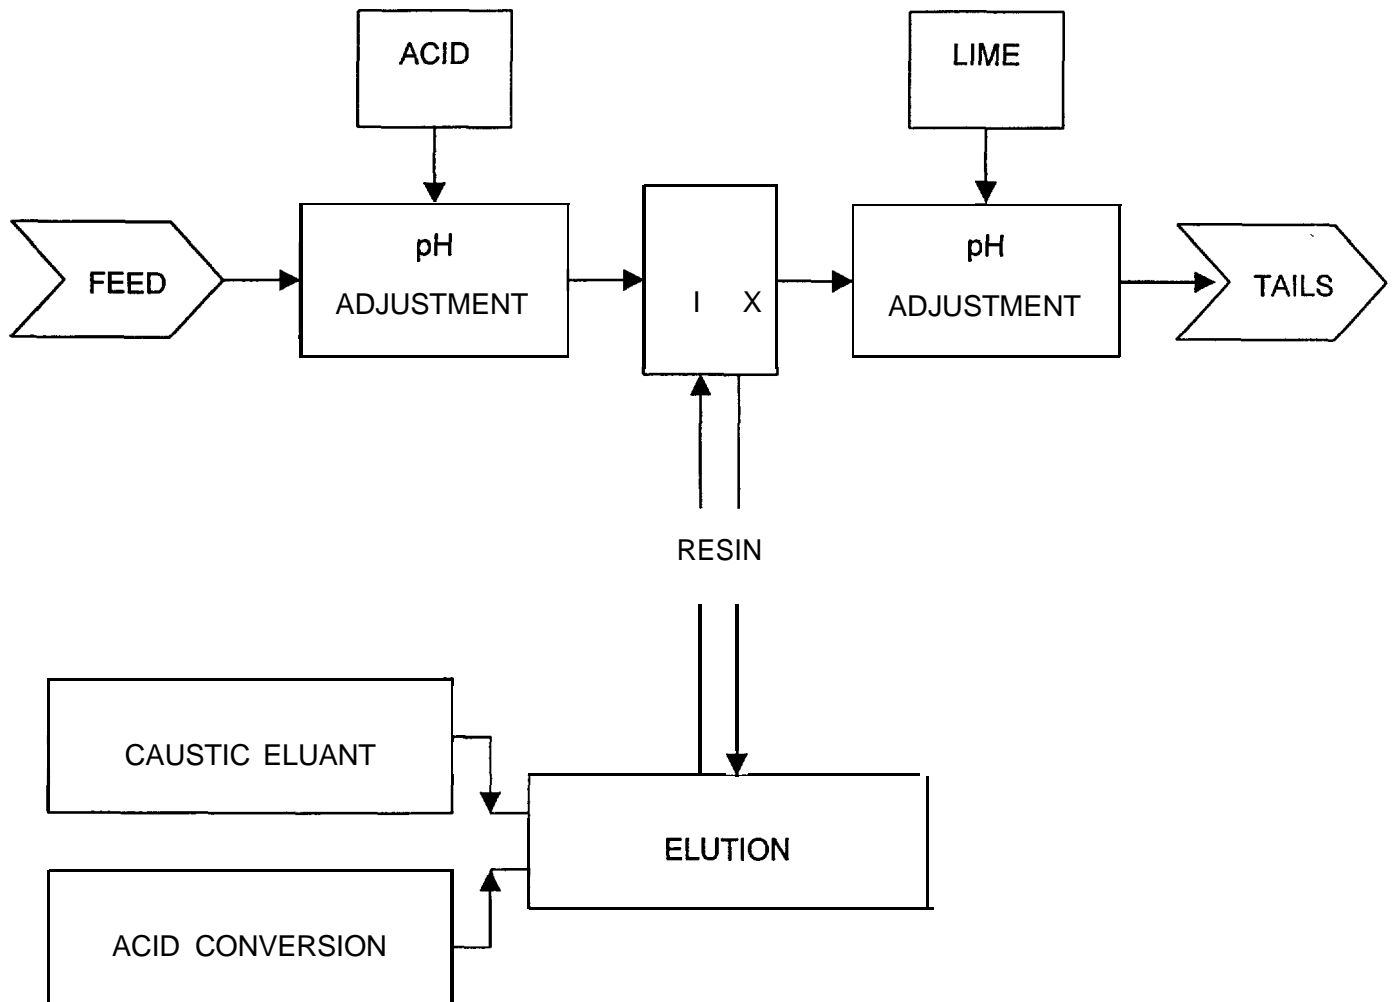 ACID
LIME
FEED
pH
ADJUSTMENT
I X
pH
ADJUSTMENT
TAILS
RESIN
CAUSTIC ELUANT
ELUTION
ACID CONVERSION